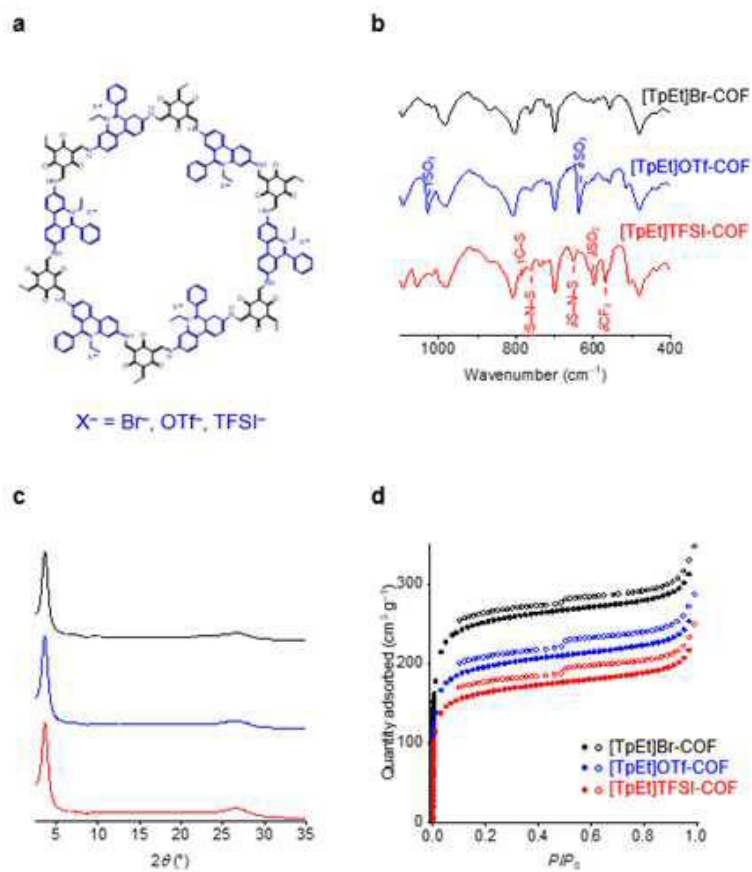 a
X⁻ = Br⁻, OTf⁻, TFSI⁻
b
[TpEt]Br-COF
[TpEt]OTf-COF
[TpEt]TFSI-COF
C–S
S–N–S
δS–N–S
δSO₂
δCF₃
1000 800 600 400
Wavenumber (cm⁻¹)
c
5 10 15 20 25 30 35
2θ (°)
d
Quantity adsorbed (cm³ g⁻¹)
300
200
100
0
[TpEt]Br-COF
[TpEt]OTf-COF
[TpEt]TFSI-COF
0.0 0.2 0.4 0.6 0.8 1.0
P/P₀